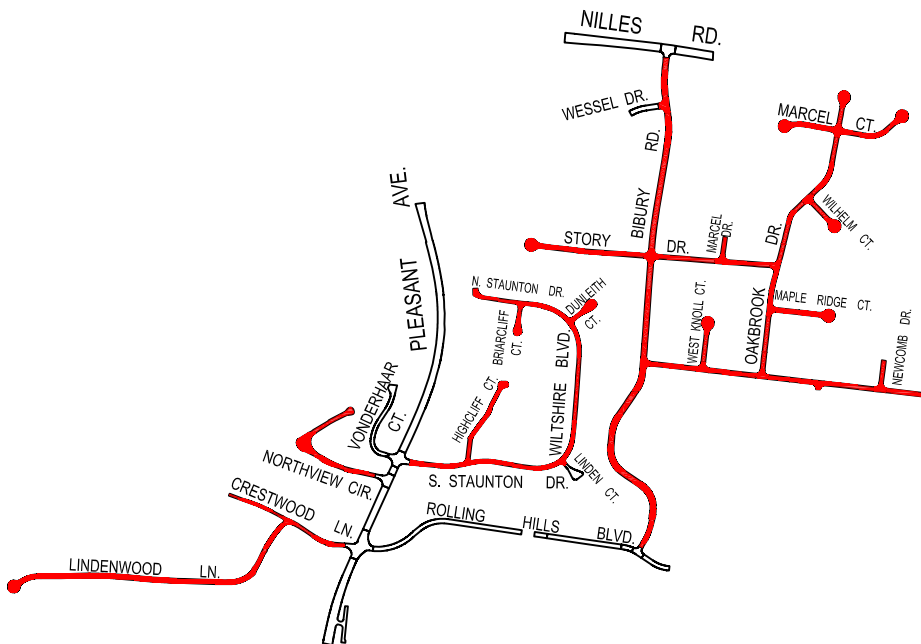 NILLES RD.
WESSEL DR.
MARCEL CT.
BIBURY RD.
PLEASANT AVE.
WILHELM CT.
STORY DR.
MARCEL DR.
OAKBROOK DR.
N. STAUNTON DR.
DUNLEITH CT.
WEST KNOLL CT.
MAPLE RIDGE CT.
NEWCOMB DR.
BRIARCLIFF CT.
WILTSHIRE BLVD.
HIGHCLIFF CT.
VONDERHAAR CT.
NORTHVIEW CIR.
LINDEN CT.
S. STAUNTON DR.
CRESTWOOD LN.
ROLLING HILLS BLVD.
LINDENWOOD LN.